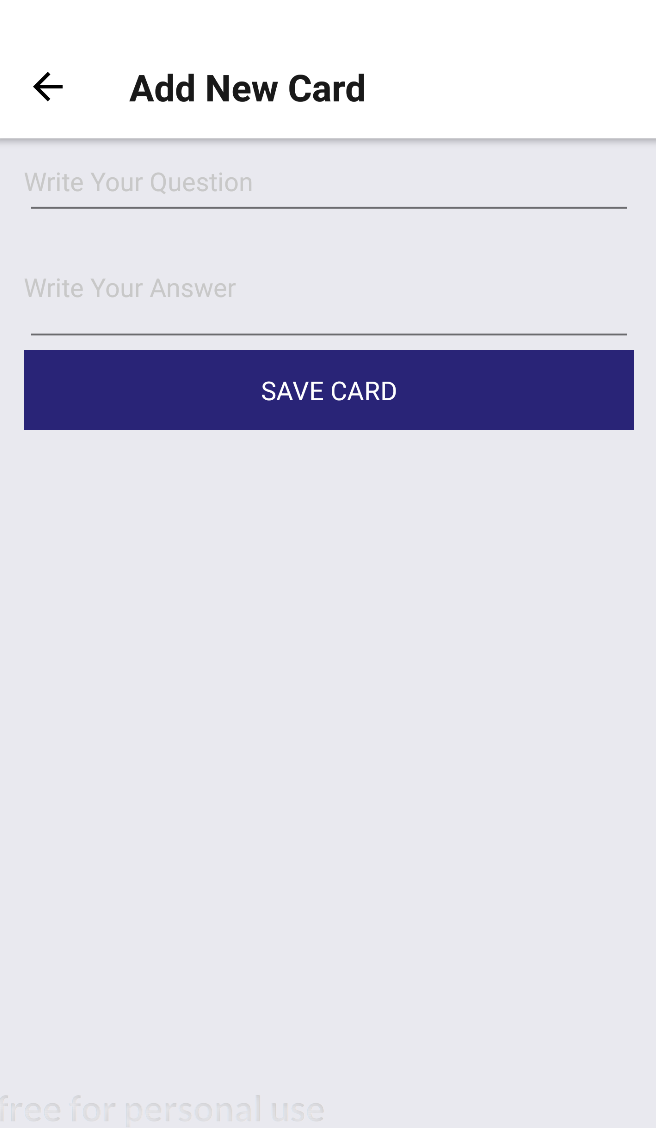 Add New Card
Write Your Question
Write Your Answer
SAVE CARD
free for personal use